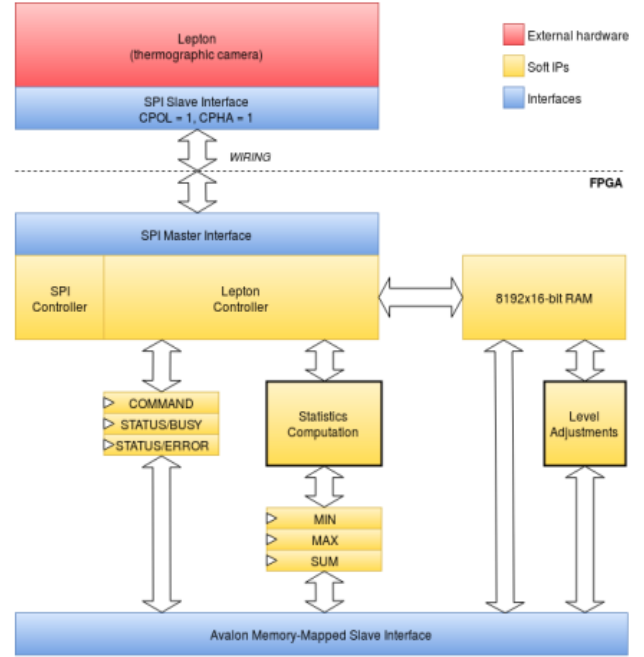 Lepton
(thermographic camera)
External hardware
Soft IPs
Interfaces
SPI Slave Interface
CPOL = 1, CPHA = 1
WIRING
FPGA
SPI Master Interface
SPI
Controller
Lepton
Controller
8192x16-bit RAM
COMMAND
STATUS/BUSY
STATUS/ERROR
Statistics
Computation
Level
Adjustments
MIN
MAX
SUM
Avalon Memory-Mapped Slave Interface